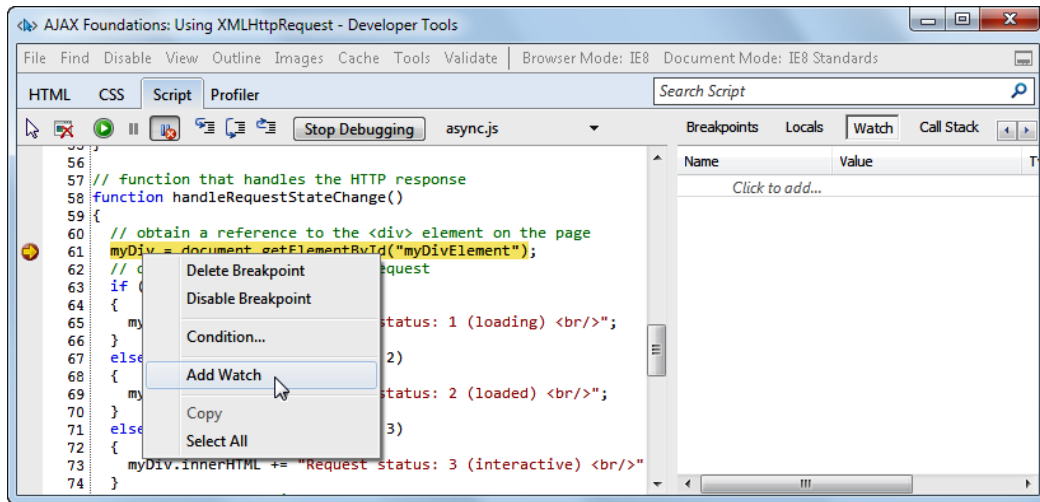 AJAX Foundations: Using XMLHttpRequest - Developer Tools
File Find Disable View Outline Images Cache Tools Validate | Browser Mode: IE8 Document Mode: IE8 Standards
HTML CSS Script Profiler Search Script
Stop Debugging async.js Breakpoints Locals Watch Call Stack
Name Value
Click to add...
55 }
56
57 // function that handles the HTTP response
58 function handleRequestStateChange()
59 {
60 // obtain a reference to the <div> element on the page
61 myDiv = document.getElementById("myDivElement");
62 //
63 if (
64 {
65 my status: 1 (loading) <br/>";
66 }
67 else 2)
68 {
69 my status: 2 (loaded) <br/>";
70 }
71 else 3)
72 {
73 myDiv.innerHTML += "Request status: 3 (interactive) <br/>"
74 }
Delete Breakpoint
Disable Breakpoint
Condition...
Add Watch
Copy
Select All